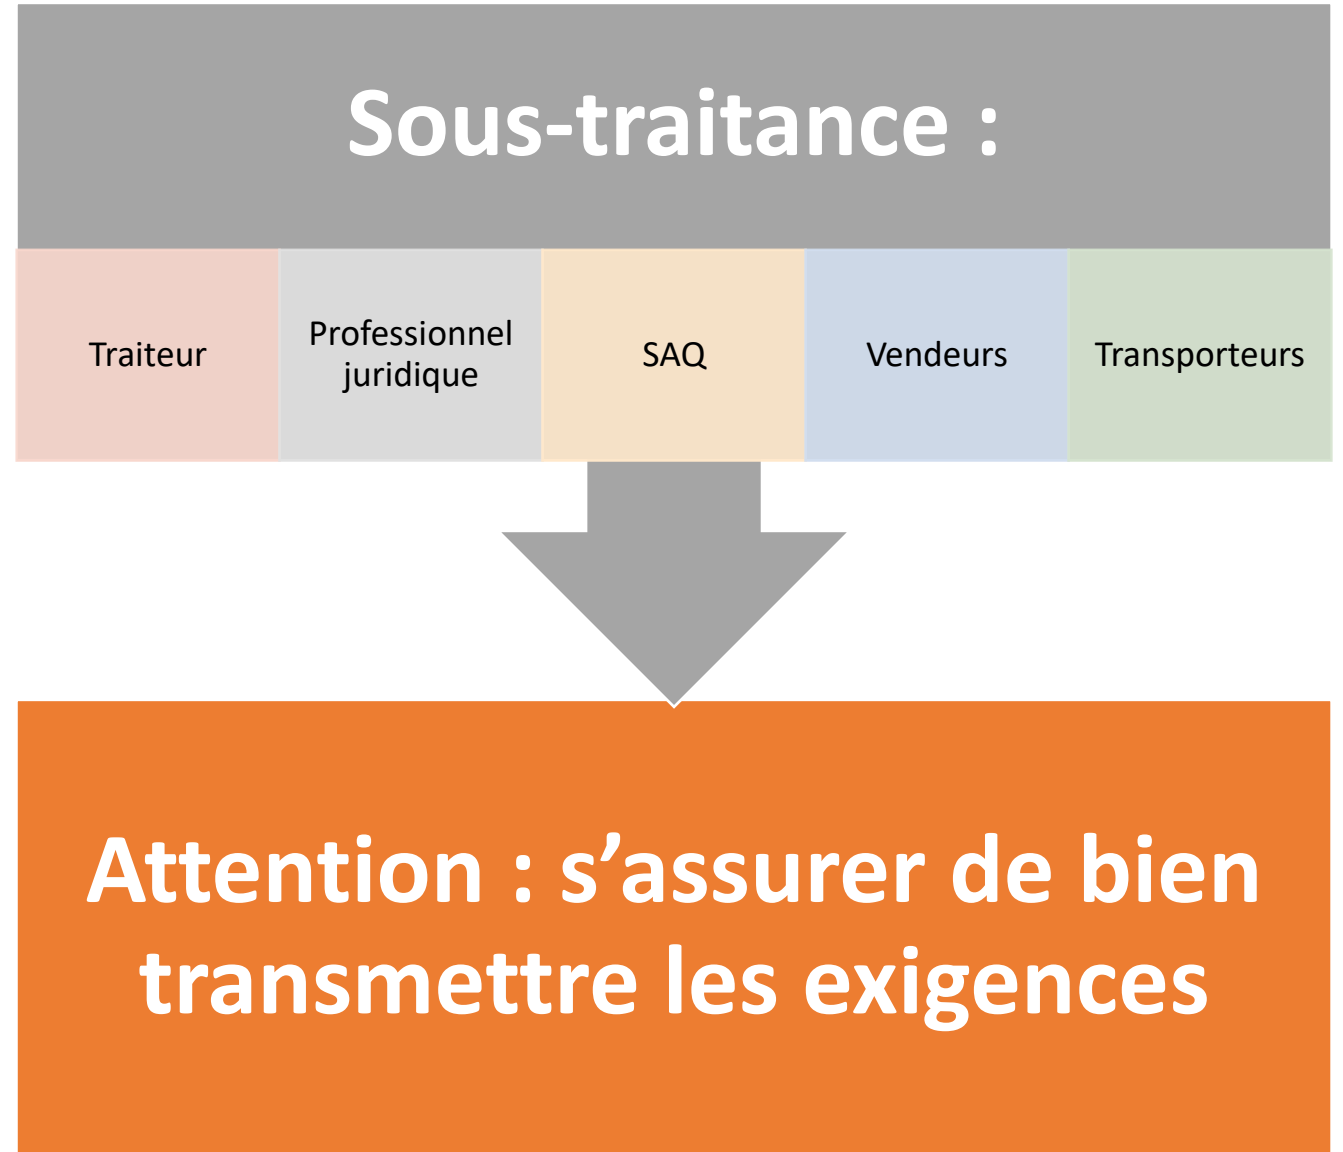 Sous-traitance :
Traiteur
Professionnel
juridique
SAQ
Vendeurs
Transporteurs
Attention : s’assurer de bien
transmettre les exigences